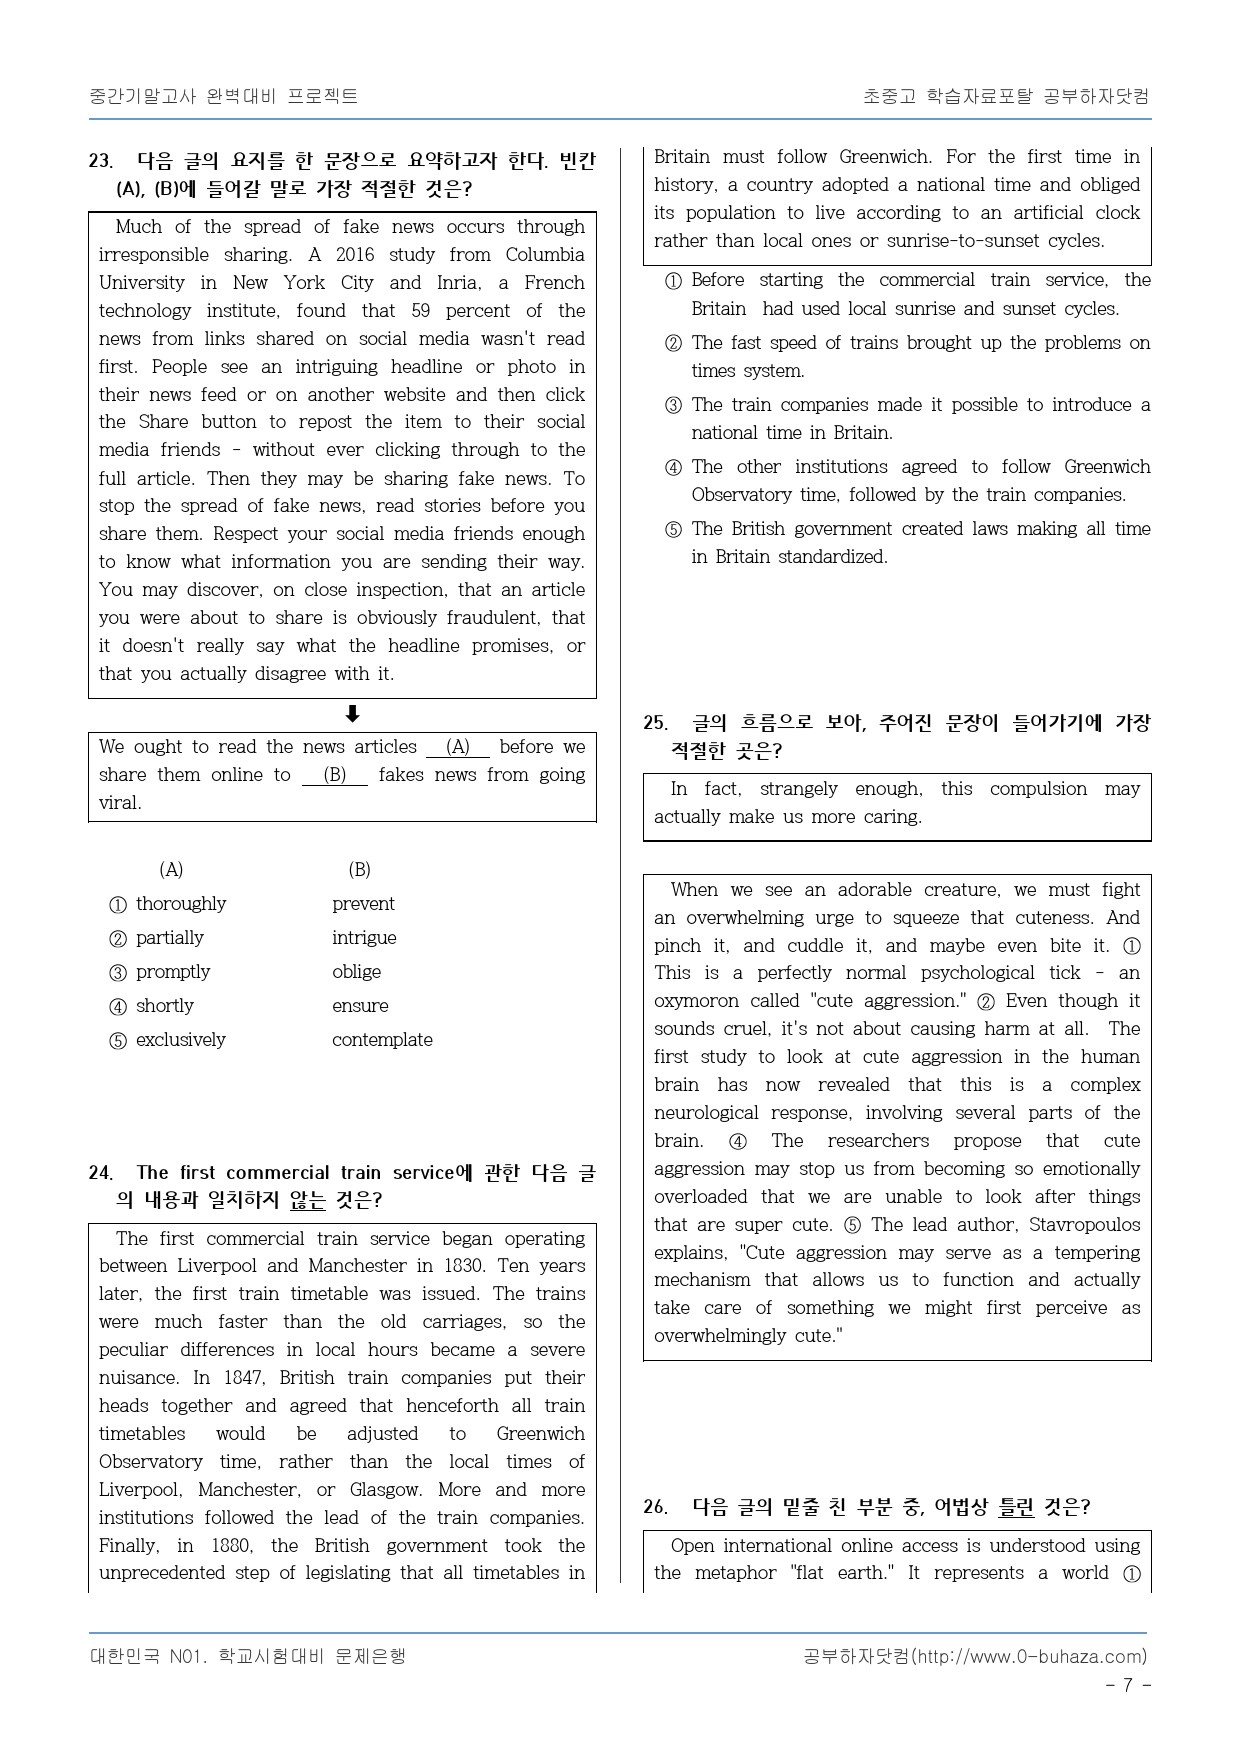 중간기말고사 완벽대비 프로젝트
초중고 학습자료포탈 공부하자닷컴
23. 다음 글의 요지를 한 문장으로 요약하고자 한다. 빈칸
(A), (B)에 들어갈 말로 가장 적절한 것은?
Much of the spread of fake news occurs through
irresponsible sharing. A 2016 study from Columbia
University in New York City and Inria, a French
technology institute, found that 59 percent of the
news from links shared on social media wasn't read
first. People see an intriguing headline or photo in
their news feed or on another website and then click
the Share button to repost the item to their social
media friends - without ever clicking through to the
full article. Then they may be sharing fake news. To
stop the spread of fake news, read stories before you
share them. Respect your social media friends enough
to know what information you are sending their way.
You may discover, on close inspection, that an article
you were about to share is obviously fraudulent, that
it doesn't really say what the headline promises, or
that you actually disagree with it.
⬇
We ought to read the news articles (A) before we
share them online to (B) fakes news from going
viral.
(A) (B)
① thoroughly prevent
② partially intrigue
③ promptly oblige
④ shortly ensure
⑤ exclusively contemplate
24. The first commercial train service에 관한 다음 글
의 내용과 일치하지 않는 것은?
The first commercial train service began operating
between Liverpool and Manchester in 1830. Ten years
later, the first train timetable was issued. The trains
were much faster than the old carriages, so the
peculiar differences in local hours became a severe
nuisance. In 1847, British train companies put their
heads together and agreed that henceforth all train
timetables would be adjusted to Greenwich
Observatory time, rather than the local times of
Liverpool, Manchester, or Glasgow. More and more
institutions followed the lead of the train companies.
Finally, in 1880, the British government took the
unprecedented step of legislating that all timetables in
Britain must follow Greenwich. For the first time in
history, a country adopted a national time and obliged
its population to live according to an artificial clock
rather than local ones or sunrise-to-sunset cycles.
① Before starting the commercial train service, the
Britain had used local sunrise and sunset cycles.
② The fast speed of trains brought up the problems on
times system.
③ The train companies made it possible to introduce a
national time in Britain.
④ The other institutions agreed to follow Greenwich
Observatory time, followed by the train companies.
⑤ The British government created laws making all time
in Britain standardized.
25. 글의 흐름으로 보아, 주어진 문장이 들어가기에 가장
적절한 곳은?
In fact, strangely enough, this compulsion may
actually make us more caring.
When we see an adorable creature, we must fight
an overwhelming urge to squeeze that cuteness. And
pinch it, and cuddle it, and maybe even bite it. ①
This is a perfectly normal psychological tick - an
oxymoron called "cute aggression." ② Even though it
sounds cruel, it's not about causing harm at all. The
first study to look at cute aggression in the human
brain has now revealed that this is a complex
neurological response, involving several parts of the
brain. ④ The researchers propose that cute
aggression may stop us from becoming so emotionally
overloaded that we are unable to look after things
that are super cute. ⑤ The lead author, Stavropoulos
explains, "Cute aggression may serve as a tempering
mechanism that allows us to function and actually
take care of something we might first perceive as
overwhelmingly cute."
26. 다음 글의 밑줄 친 부분 중, 어법상 틀린 것은?
Open international online access is understood using
the metaphor "flat earth." It represents a world ①
대한민국 N01. 학교시험대비 문제은행
공부하자닷컴(http://www.0-buhaza.com)
- 7 -